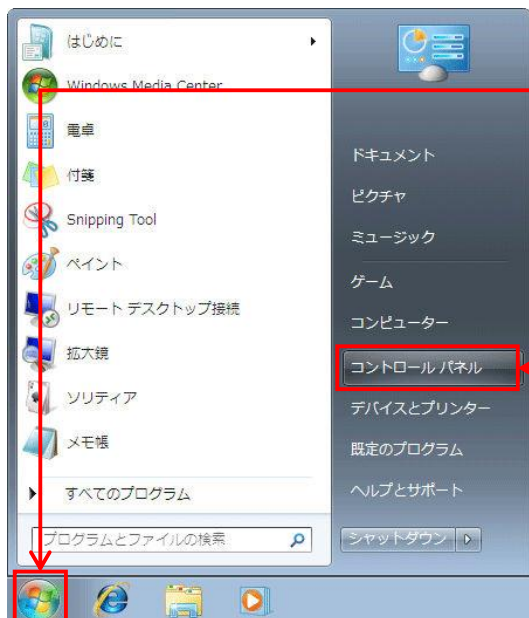 はじめに
Windows Media Center
電卓
付箋
Snipping Tool
ペイント
リモート デスクトップ接続
拡大鏡
ソリティア
メモ帳
すべてのプログラム
プログラムとファイルの検索
ドキュメント
ピクチャ
ミュージック
ゲーム
コンピューター
コントロール パネル
デバイスとプリンター
既定のプログラム
ヘルプとサポート
シャットダウン